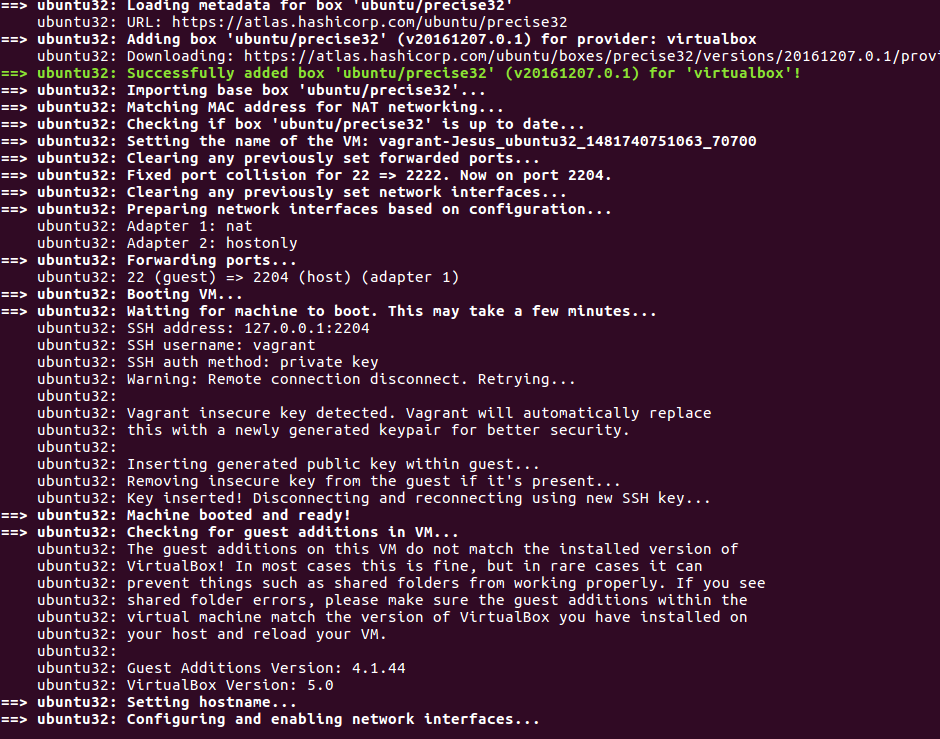 ==> ubuntu32: Loading metadata for box 'ubuntu/precise32'
    ubuntu32: URL: https://atlas.hashicorp.com/ubuntu/precise32
==> ubuntu32: Adding box 'ubuntu/precise32' (v20161207.0.1) for provider: virtualbox
    ubuntu32: Downloading: https://atlas.hashicorp.com/ubuntu/boxes/precise32/versions/20161207.0.1/provi
==> ubuntu32: Successfully added box 'ubuntu/precise32' (v20161207.0.1) for 'virtualbox'!
==> ubuntu32: Importing base box 'ubuntu/precise32'...
==> ubuntu32: Matching MAC address for NAT networking...
==> ubuntu32: Checking if box 'ubuntu/precise32' is up to date...
==> ubuntu32: Setting the name of the VM: vagrant-Jesus_ubuntu32_1481740751063_70700
==> ubuntu32: Clearing any previously set forwarded ports...
==> ubuntu32: Fixed port collision for 22 => 2222. Now on port 2204.
==> ubuntu32: Clearing any previously set network interfaces...
==> ubuntu32: Preparing network interfaces based on configuration...
    ubuntu32: Adapter 1: nat
    ubuntu32: Adapter 2: hostonly
==> ubuntu32: Forwarding ports...
    ubuntu32: 22 (guest) => 2204 (host) (adapter 1)
==> ubuntu32: Booting VM...
==> ubuntu32: Waiting for machine to boot. This may take a few minutes...
    ubuntu32: SSH address: 127.0.0.1:2204
    ubuntu32: SSH username: vagrant
    ubuntu32: SSH auth method: private key
    ubuntu32: Warning: Remote connection disconnect. Retrying...
    ubuntu32:
    ubuntu32: Vagrant insecure key detected. Vagrant will automatically replace
    ubuntu32: this with a newly generated keypair for better security.
    ubuntu32:
    ubuntu32: Inserting generated public key within guest...
    ubuntu32: Removing insecure key from the guest if it's present...
    ubuntu32: Key inserted! Disconnecting and reconnecting using new SSH key...
==> ubuntu32: Machine booted and ready!
==> ubuntu32: Checking for guest additions in VM...
    ubuntu32: The guest additions on this VM do not match the installed version of
    ubuntu32: VirtualBox! In most cases this is fine, but in rare cases it can
    ubuntu32: prevent things such as shared folders from working properly. If you see
    ubuntu32: shared folder errors, please make sure the guest additions within the
    ubuntu32: virtual machine match the version of VirtualBox you have installed on
    ubuntu32: your host and reload your VM.
    ubuntu32:
    ubuntu32: Guest Additions Version: 4.1.44
    ubuntu32: VirtualBox Version: 5.0
==> ubuntu32: Setting hostname...
==> ubuntu32: Configuring and enabling network interfaces...